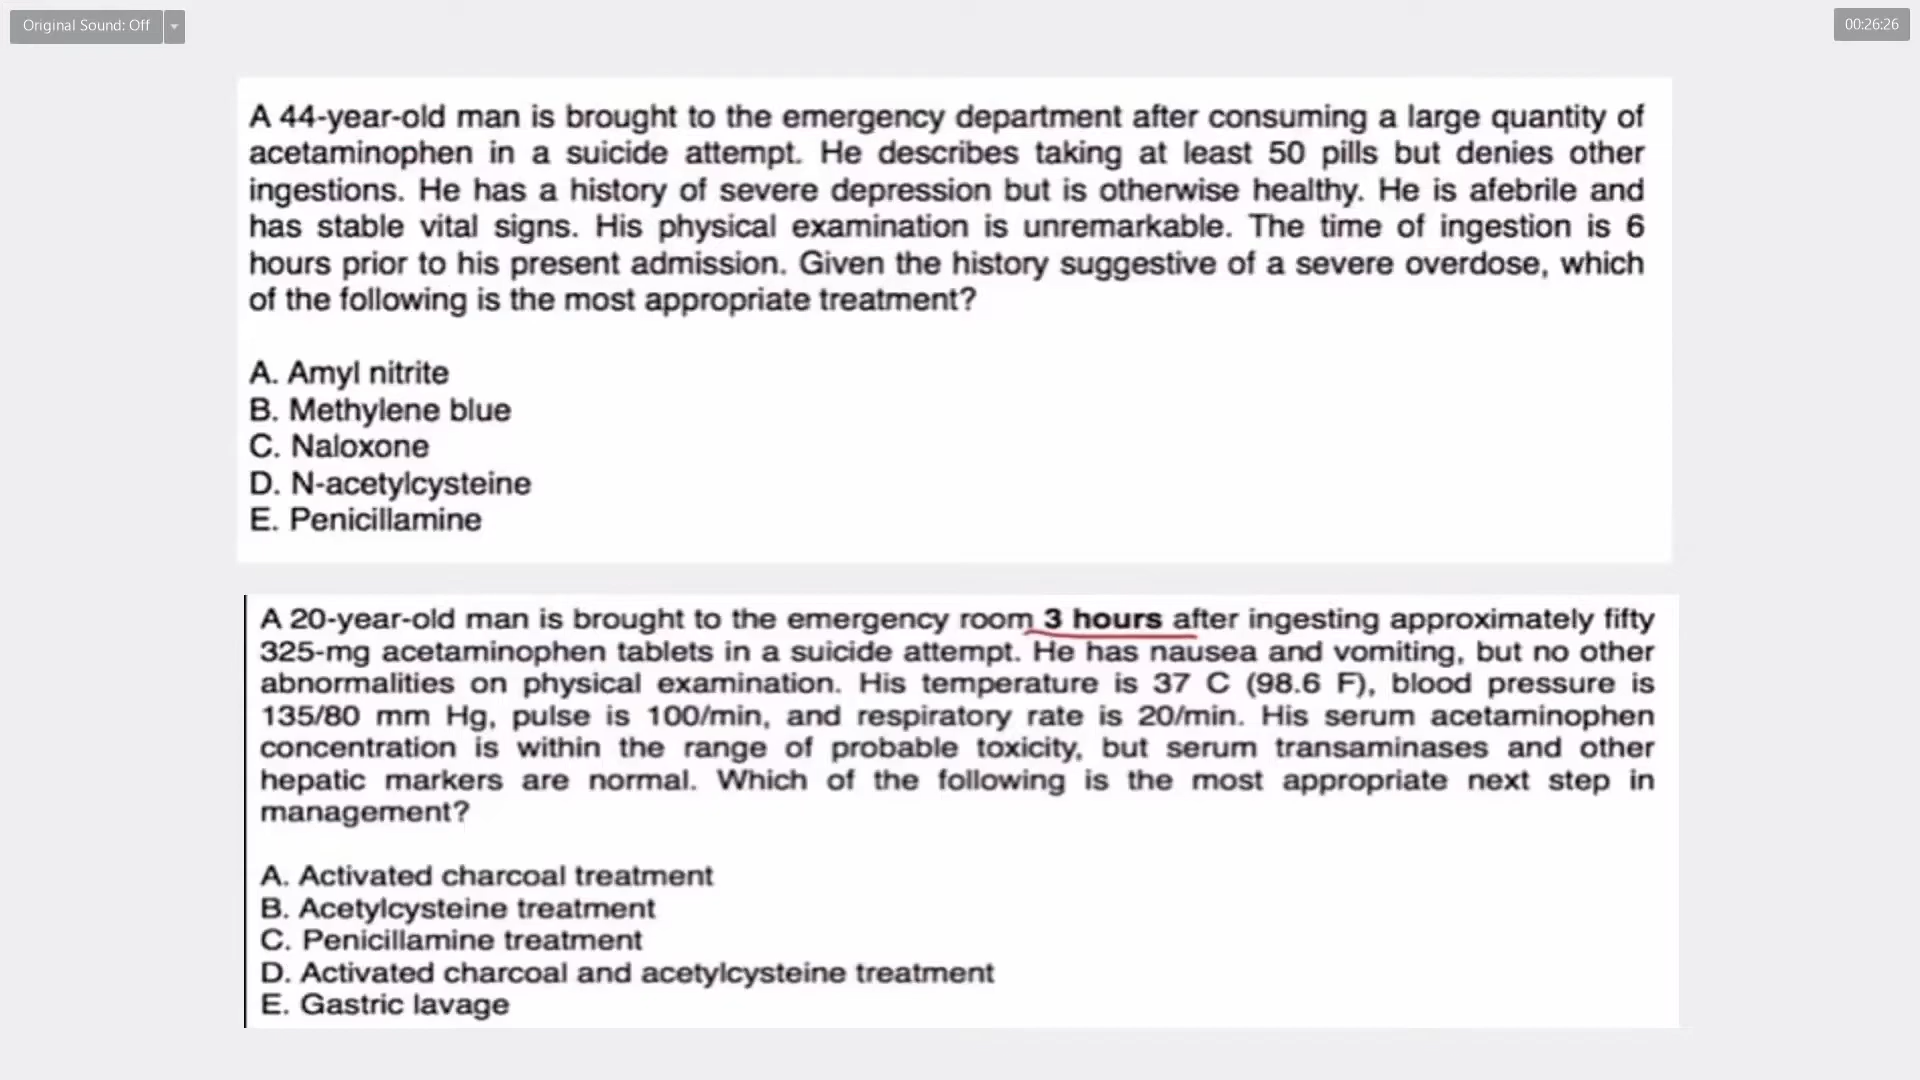 Original Sound: Off
00:26:26
A 44-year-old man is brought to the emergency department after consuming a large quantity of
acetaminophen in a suicide attempt. He describes taking at least 50 pills but denies other
ingestions. He has a history of severe depression but is otherwise healthy. He is afebrile and
has stable vital signs. His physical examination is unremarkable. The time of ingestion is 6
hours prior to his present admission. Given the history suggestive of a severe overdose, which
of the following is the most appropriate treatment?
A. Amyl nitrite
B. Methylene blue
C. Naloxone
D. N-acetylcysteine
E. Penicillamine
A 20-year-old man is brought to the emergency room 3 hours after ingesting approximately fifty
325-mg acetaminophen tablets in a suicide attempt. He has nausea and vomiting, but no other
abnormalities on physical examination. His temperature is 37 C (98.6 F), blood pressure is
135/80 mm Hg, pulse is 100/min, and respiratory rate is 20/min. His serum acetaminophen
concentration is within the range of probable toxicity, but serum transaminases and other
hepatic markers are normal. Which of the following is the most appropriate next step in
management?
A. Activated charcoal treatment
B. Acetylcysteine treatment
C. Penicillamine treatment
D. Activated charcoal and acetylcysteine treatment
E. Gastric lavage